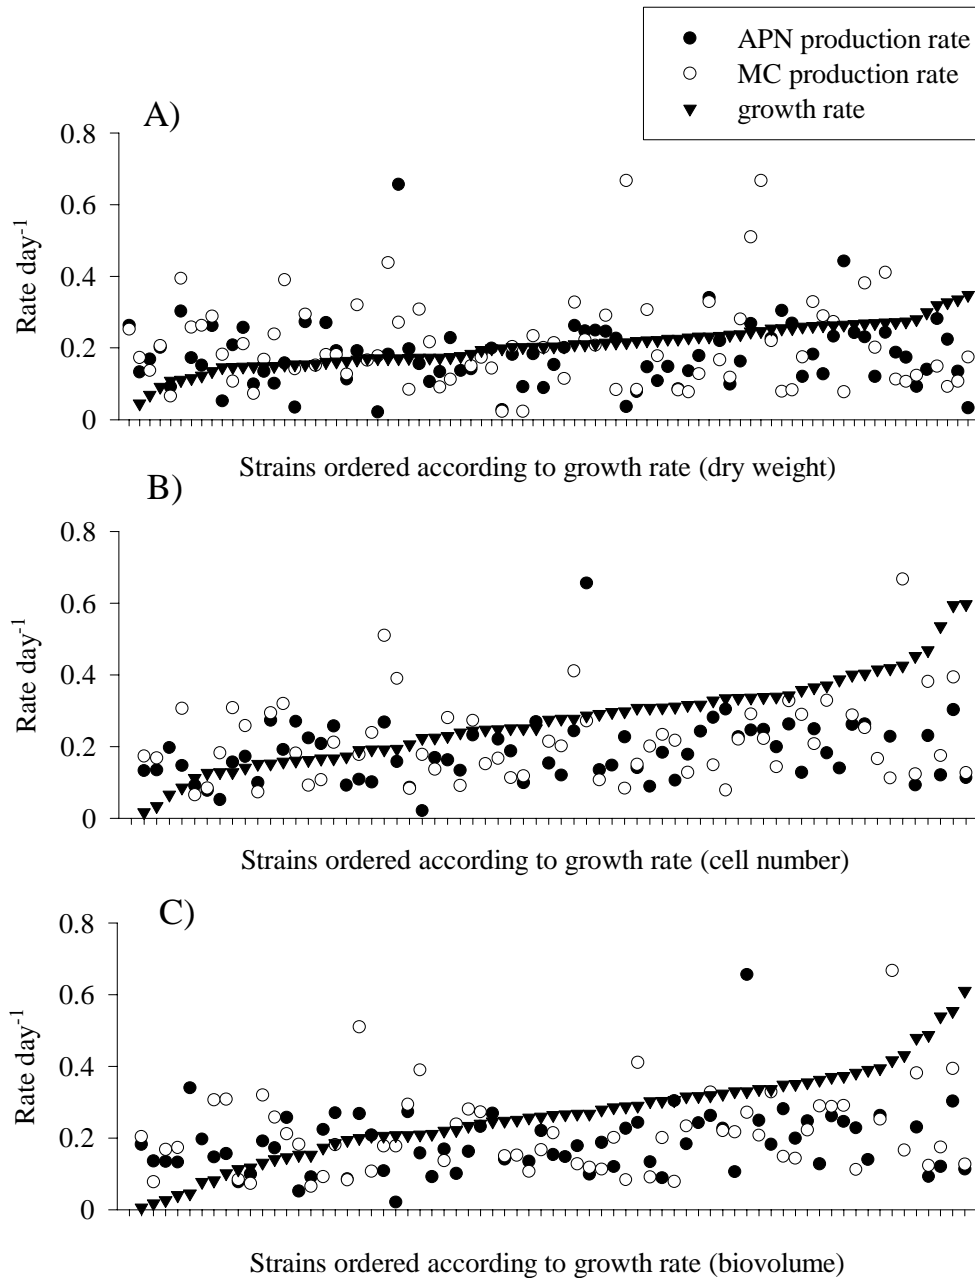 APN production rate
MC production rate
growth rate
A)
0.8
0.6
0.4
0.2
0
Rate day-1
Strains ordered according to growth rate (dry weight)
B)
0.8
0.6
0.4
0.2
0
Rate day-1
Strains ordered according to growth rate (cell number)
C)
0.8
0.6
0.4
0.2
0
Rate day-1
Strains ordered according to growth rate (biovolume)